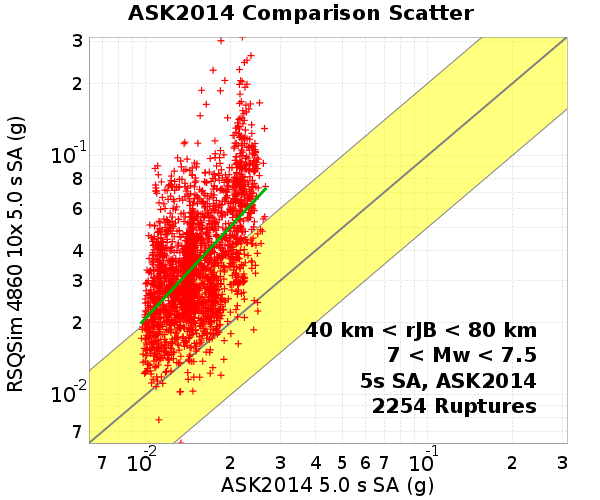 ASK2014 Comparison Scatter
RSQSim 4860 10x 5.0 s SA (g)
3
2
10-1
8
6
4
3
2
10-2
7
40 km < rJB < 80 km
7 < Mw < 7.5
5s SA, ASK2014
2254 Ruptures
7 10-2 2 3 4 5 6 7 10-1 2 3
ASK2014 5.0 s SA (g)